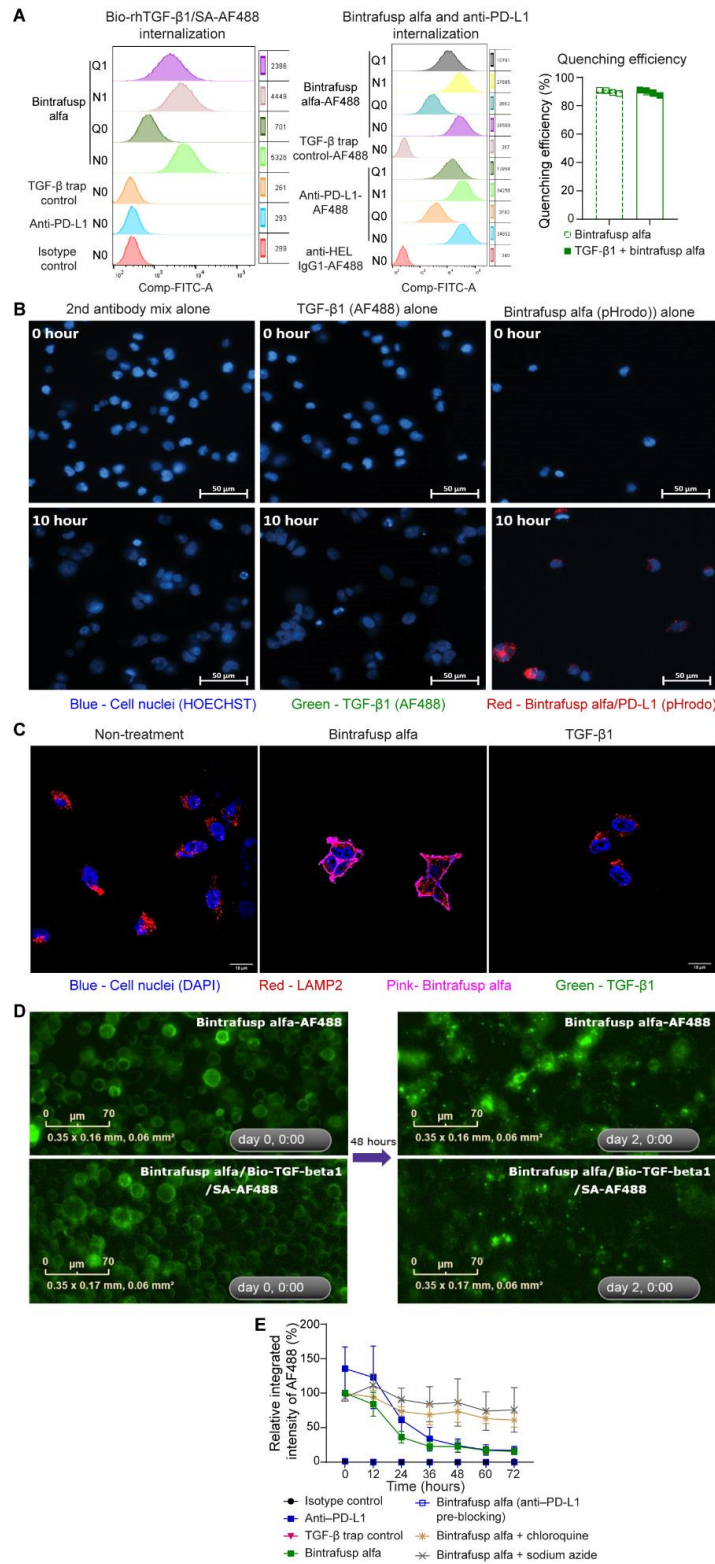 A
Bio-rhTGF-β1/SA-AF488
internalization
Q1
2386
N1
4449
Bintrafusp
alfa
Q0
701
N0
5326
TGF-β trap
control
N0
261
Anti-PD-L1
N0
293
Isotype
control
N0
289
10² 10³ 10⁴ 10⁵
Comp-FITC-A
Bintrafusp alfa and anti-PD-L1
internalization
Q1
N1
Bintrafusp
alfa-AF488
Q0
N0
TGF-β trap
control-AF488
N0
Q1
Anti-PD-L1-
AF488
N1
Q0
N0
anti-HEL
IgG1-AF488
N0
Comp-FITC-A
Quenching efficiency
Quenching efficiency (%)
100
80
60
40
20
0
Bintrafusp alfa
TGF-β1 + bintrafusp alfa
B
2nd antibody mix alone
TGF-β1 (AF488) alone
Bintrafusp alfa (pHrodo)) alone
0 hour
0 hour
0 hour
50 µm
50 µm
50 µm
10 hour
10 hour
10 hour
50 µm
50 µm
50 µm
Blue - Cell nuclei (HOECHST)
Green - TGF-β1 (AF488)
Red - Bintrafusp alfa/PD-L1 (pHrodo)
C
Non-treatment
Bintrafusp alfa
TGF-β1
10 µm
10 µm
Blue - Cell nuclei (DAPI)
Red - LAMP2
Pink- Bintrafusp alfa
Green - TGF-β1
D
Bintrafusp alfa-AF488
0 µm 70
0.35 x 0.16 mm, 0.06 mm²
day 0, 0:00
48 hours
Bintrafusp alfa-AF488
0 µm 70
0.35 x 0.16 mm, 0.06 mm²
day 2, 0:00
Bintrafusp alfa/Bio-TGF-beta1
/SA-AF488
0 µm 70
0.35 x 0.17 mm, 0.06 mm²
day 0, 0:00
Bintrafusp alfa/Bio-TGF-beta1
/SA-AF488
0 µm 70
0.35 x 0.17 mm, 0.06 mm²
day 2, 0:00
E
Relative integrated
intensity of AF488 (%)
200
150
100
50
0
0 12 24 36 48 60 72
Time (hours)
Isotype control
Anti–PD-L1
TGF-β trap control
Bintrafusp alfa
Bintrafusp alfa (anti–PD-L1
pre-blocking)
Bintrafusp alfa + chloroquine
Bintrafusp alfa + sodium azide